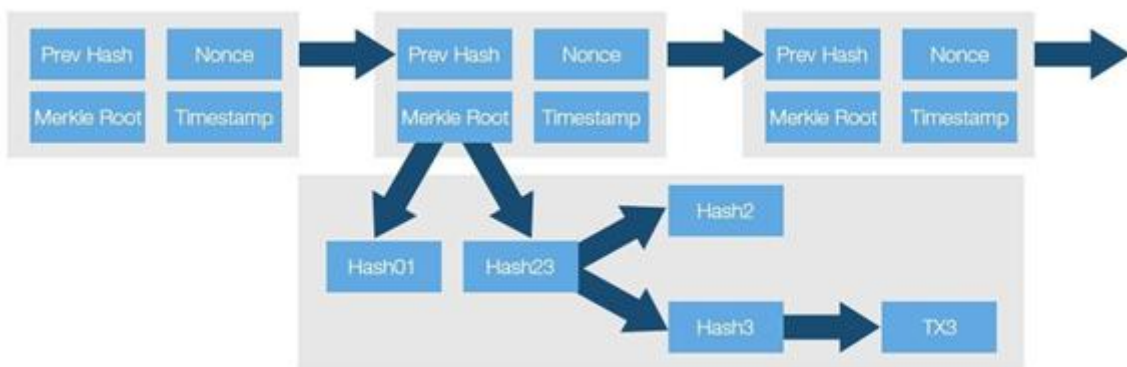 Prev Hash Nonce
Merkle Root Timestamp
Prev Hash Nonce
Merkle Root Timestamp
Prev Hash Nonce
Merkle Root Timestamp
Hash01
Hash23
Hash2
Hash3
TX3